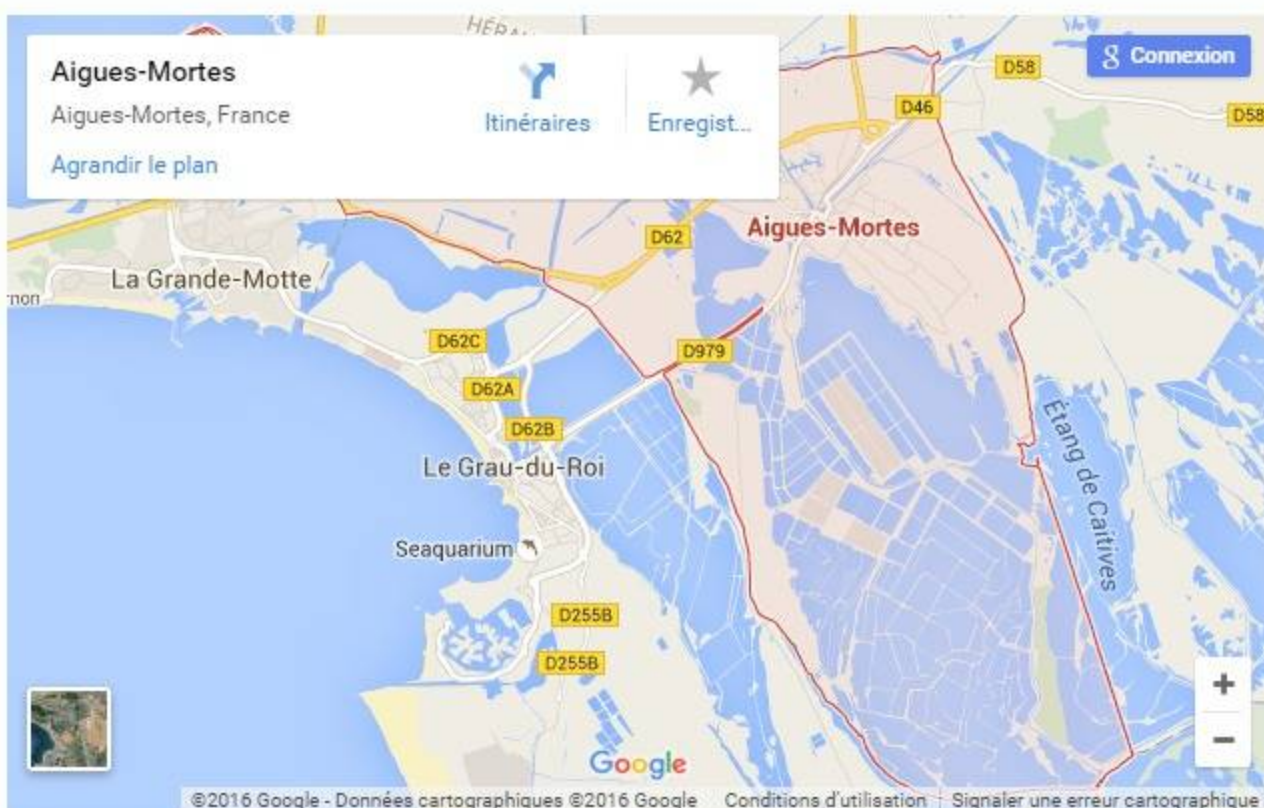 HÉRAU
Aigues-Mortes
Aigues-Mortes, France
Agrandir le plan
Itinéraires
Enregist...
g Connexion
D58
D46
D58
D62
Aigues-Mortes
La Grande-Motte
non
D62C
D979
D62A
D62B
Le Grau-du-Roi
Étang de Caitives
Seaquarium
D255B
D255B
+
−
Google
©2016 Google - Données cartographiques ©2016 Google
Conditions d'utilisation
Signaler une erreur cartographique